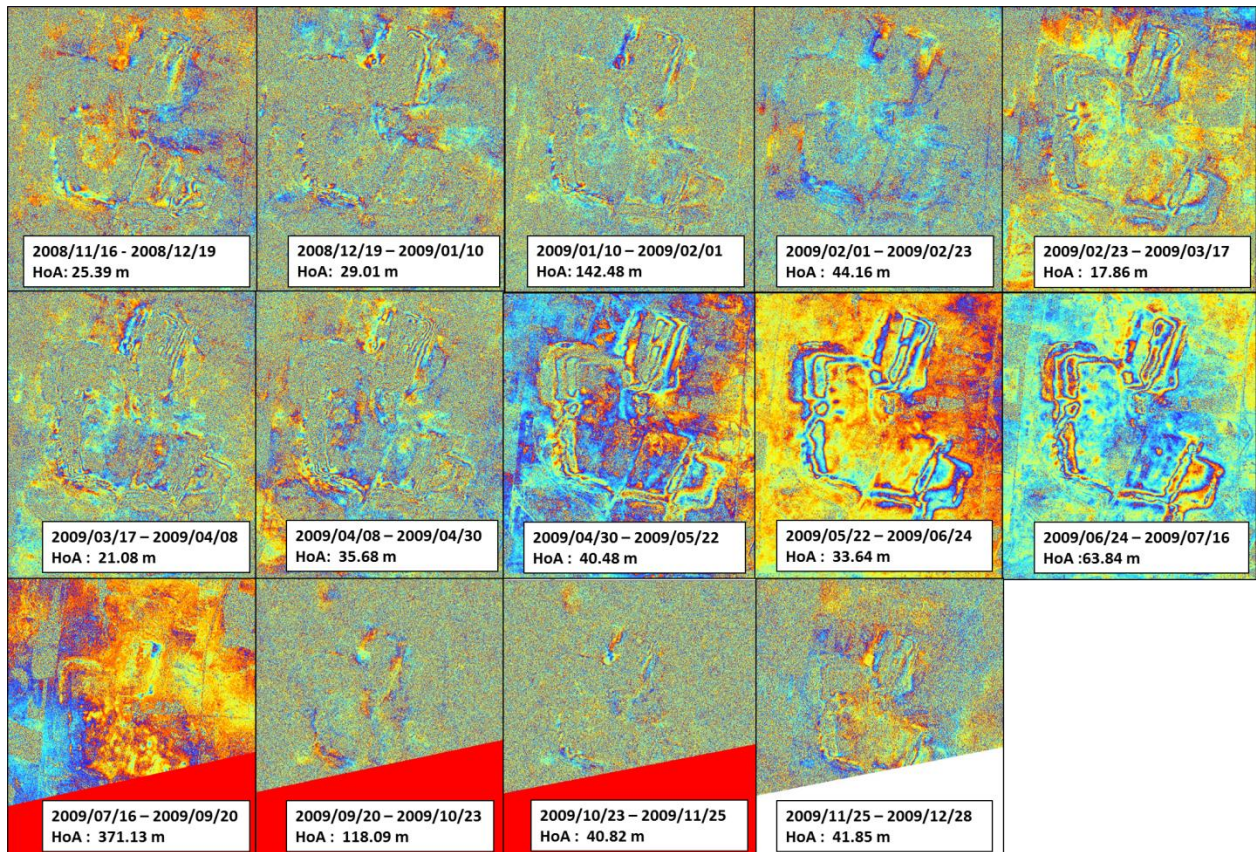 2008/11/16 - 2008/12/19
HoA: 25.39 m
2008/12/19 – 2009/01/10
HoA: 29.01 m
2009/01/10 – 2009/02/01
HoA: 142.48 m
2009/02/01 – 2009/02/23
HoA : 44.16 m
2009/02/23 – 2009/03/17
HoA : 17.86 m
2009/03/17 – 2009/04/08
HoA : 21.08 m
2009/04/08 – 2009/04/30
HoA: 35.68 m
2009/04/30 – 2009/05/22
HoA : 40.48 m
2009/05/22 – 2009/06/24
HoA : 33.64 m
2009/06/24 – 2009/07/16
HoA :63.84 m
2009/07/16 – 2009/09/20
HoA : 371.13 m
2009/09/20 – 2009/10/23
HoA : 118.09 m
2009/10/23 – 2009/11/25
HoA : 40.82 m
2009/11/25 – 2009/12/28
HoA : 41.85 m